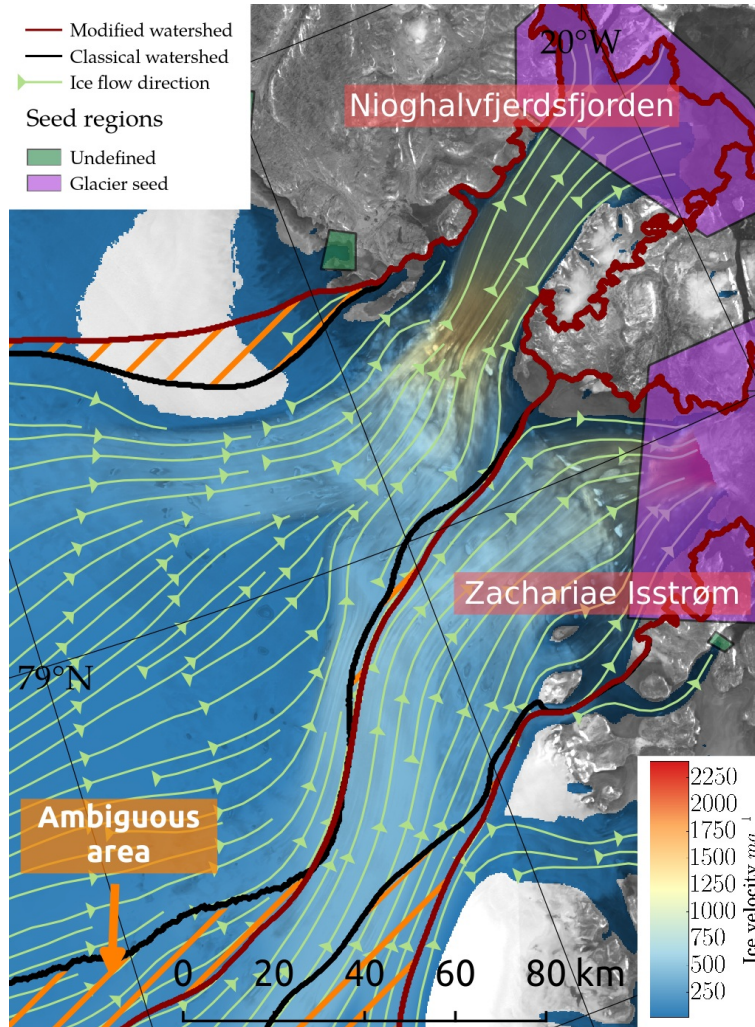 Modified watershed
Classical watershed
Ice flow direction
Seed regions
Undefined
Glacier seed
20°W
Nioghalvfjerdsfjorden
Zachariae Isstrøm
79°N
Ambiguous
area
0 20 40 60 80 km
2250
2000
1750
1500
1250
1000
750
500
250
Ice velocity ma⁻¹